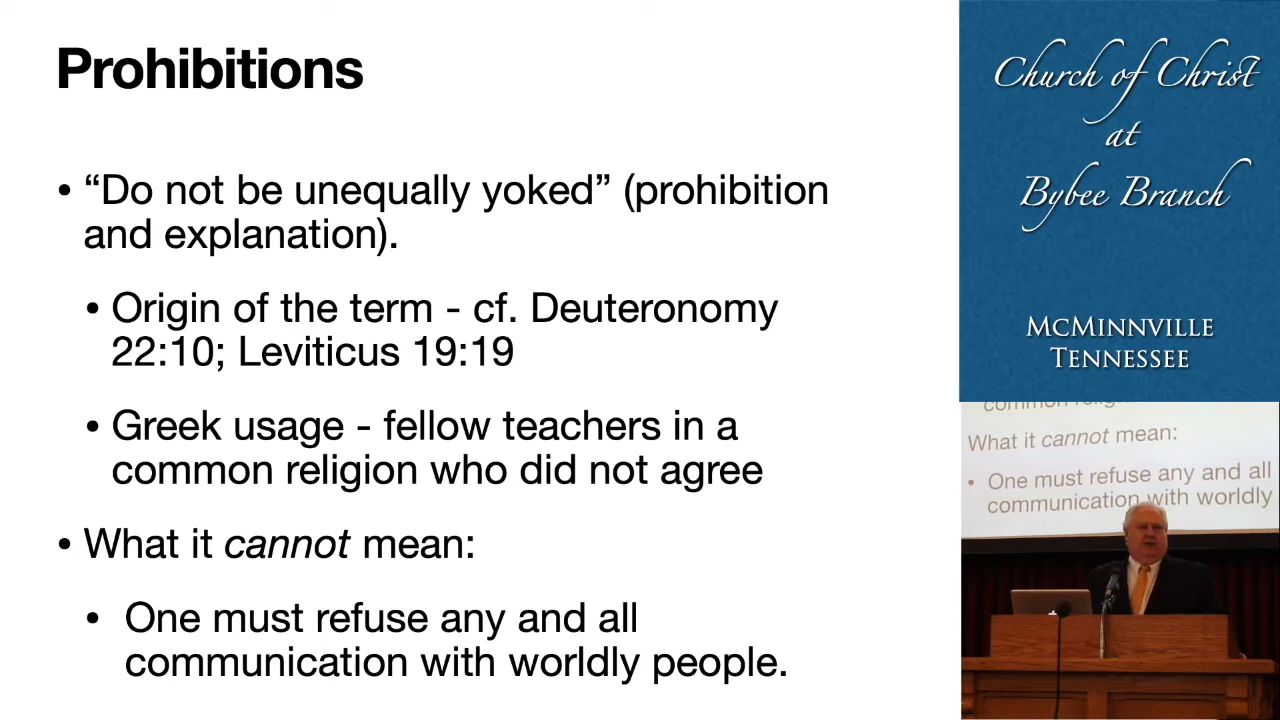 Prohibitions
• “Do not be unequally yoked” (prohibition
and explanation).
• Origin of the term - cf. Deuteronomy
22:10; Leviticus 19:19
• Greek usage - fellow teachers in a
common religion who did not agree
• What it cannot mean:
• One must refuse any and all
communication with worldly people.
Church of Christ
at
Bybee Branch
McMinnville
Tennessee
What it cannot mean:
• One must refuse any and all
communication with worldly